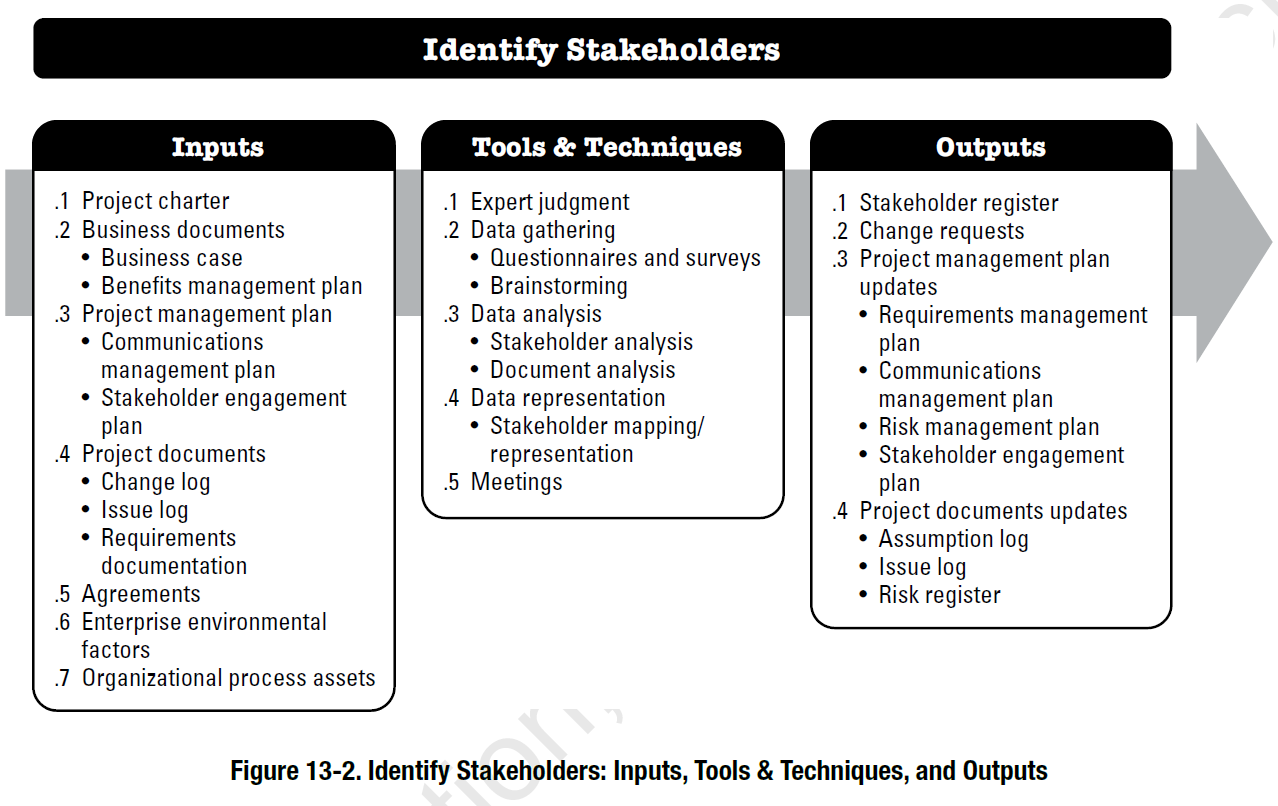 Identify Stakeholders
Inputs
.1 Project charter
.2 Business documents
• Business case
• Benefits management plan
.3 Project management plan
• Communications
management plan
• Stakeholder engagement
plan
.4 Project documents
• Change log
• Issue log
• Requirements
documentation
.5 Agreements
.6 Enterprise environmental
factors
.7 Organizational process assets
Tools & Techniques
.1 Expert judgment
.2 Data gathering
• Questionnaires and surveys
• Brainstorming
.3 Data analysis
• Stakeholder analysis
• Document analysis
.4 Data representation
• Stakeholder mapping/
representation
.5 Meetings
Outputs
.1 Stakeholder register
.2 Change requests
.3 Project management plan
updates
• Requirements management
plan
• Communications
management plan
• Risk management plan
• Stakeholder engagement
plan
.4 Project documents updates
• Assumption log
• Issue log
• Risk register
Figure 13-2. Identify Stakeholders: Inputs, Tools & Techniques, and Outputs